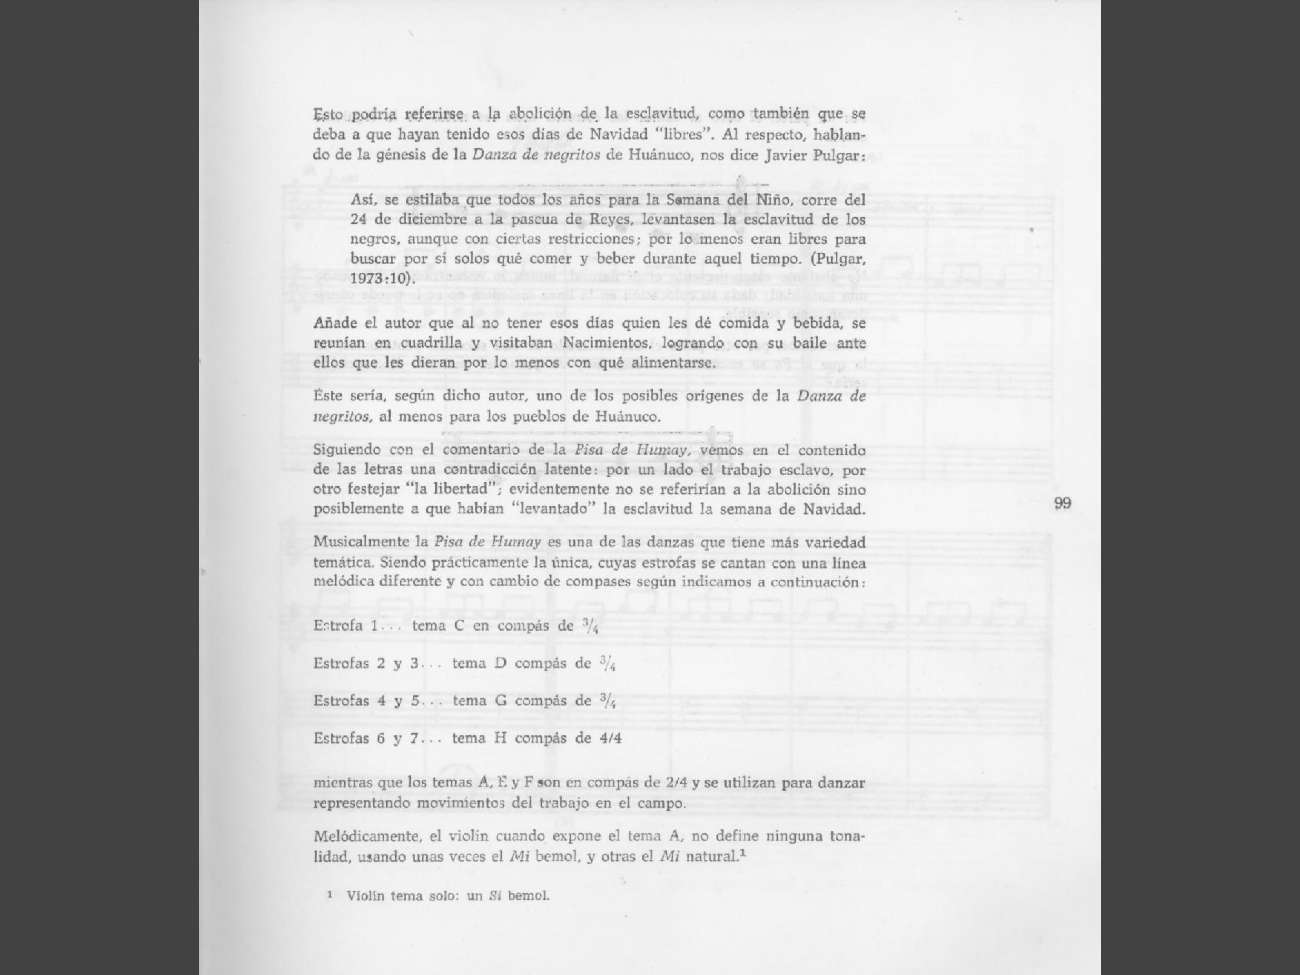 Esto podría referirse a la abolición de la esclavitud, como también que se
deba a que hayan tenido esos días de Navidad "libres". Al respecto, hablan-
do de la génesis de la Danza de negritos de Huánuco, nos dice Javier Pulgar:
Así, se estilaba que todos los años para la Semana del Niño, corre del
24 de diciembre a la pascua de Reyes, levantasen la esclavitud de los
negros, aunque con ciertas restricciones; por lo menos eran libres para
buscar por sí solos qué comer y beber durante aquel tiempo. (Pulgar,
1973:10).
Añade el autor que al no tener esos días quien les dé comida y bebida, se
reunían en cuadrilla y visitaban Nacimientos, logrando con su baile ante
ellos que les dieran por lo menos con qué alimentarse.
Éste sería, según dicho autor, uno de los posibles orígenes de la Danza de
negritos, al menos para los pueblos de Huánuco.
Siguiendo con el comentario de la Pisa de Humay, vemos en el contenido
de las letras una contradicción latente: por un lado el trabajo esclavo, por
otro festejar "la libertad"; evidentemente no se referirían a la abolición sino
posiblemente a que habían "levantado" la esclavitud la semana de Navidad.
99
Musicalmente la Pisa de Humay es una de las danzas que tiene más variedad
temática. Siendo prácticamente la única, cuyas estrofas se cantan con una línea
melódica diferente y con cambio de compases según indicamos a continuación:
Estrofa 1... tema C en compás de 3/4
Estrofas 2 y 3... tema D compás de 3/4
Estrofas 4 y 5... tema G compás de 3/4
Estrofas 6 y 7... tema H compás de 4/4
mientras que los temas A, E y F son en compás de 2/4 y se utilizan para danzar
representando movimientos del trabajo en el campo.
Melódicamente, el violín cuando expone el tema A, no define ninguna tona-
lidad, usando unas veces el Mi bemol, y otras el Mi natural.¹
¹ Violín tema solo: un Si bemol.